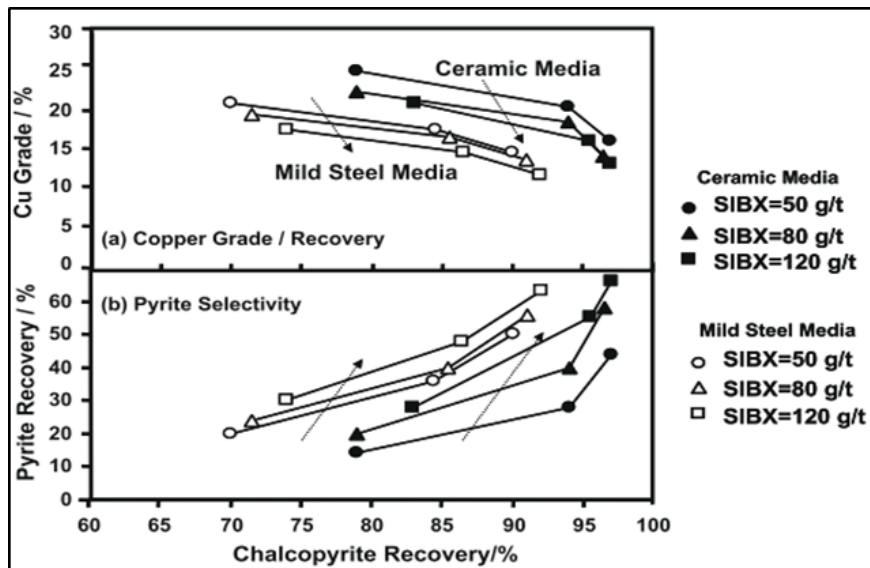 30
25
20
15
10
5
0
Cu Grade / %
Ceramic Media
Mild Steel Media
(a) Copper Grade / Recovery
60
50
40
30
20
10
0
Pyrite Recovery / %
(b) Pyrite Selectivity
60 65 70 75 80 85 90 95 100
Chalcopyrite Recovery/%
Ceramic Media
SIBX=50 g/t
SIBX=80 g/t
SIBX=120 g/t
Mild Steel Media
SIBX=50 g/t
SIBX=80 g/t
SIBX=120 g/t